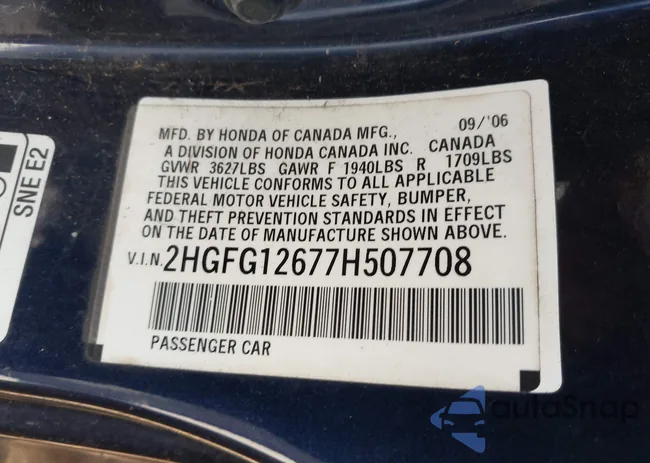 MFD. BY HONDA OF CANADA MFG., 09/'06
A DIVISION OF HONDA CANADA INC. CANADA
GVWR 3627LBS GAWR F 1940LBS R 1709LBS
THIS VEHICLE CONFORMS TO ALL APPLICABLE
FEDERAL MOTOR VEHICLE SAFETY, BUMPER,
AND THEFT PREVENTION STANDARDS IN EFFECT
ON THE DATE OF MANUFACTURE SHOWN ABOVE.
V.I.N. 2HGFG12677H507708
PASSENGER CAR
SNE E2
autoSnap